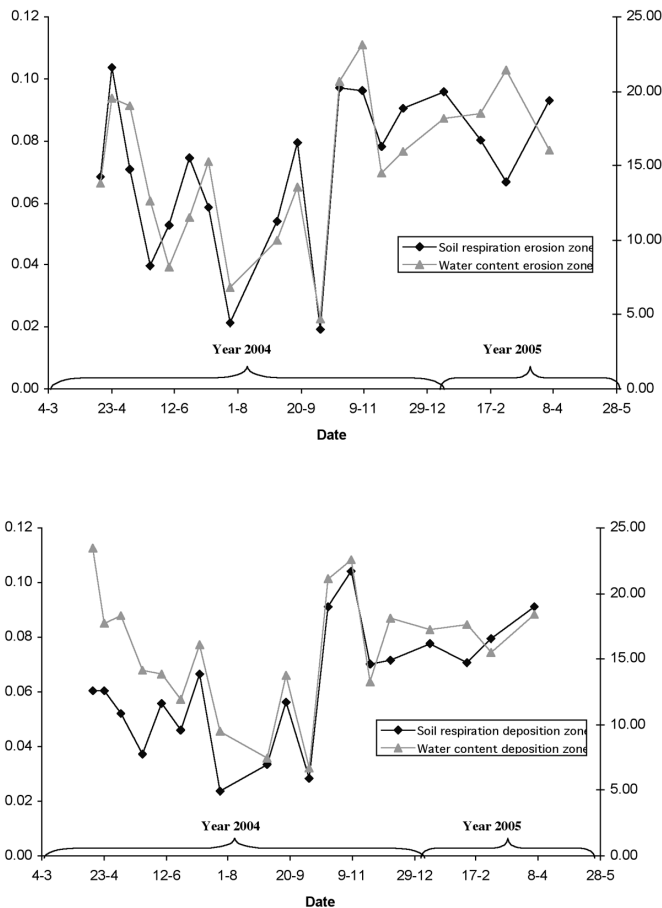 0.12
0.10
0.08
0.06
0.04
0.02
0.00
25.00
20.00
15.00
10.00
5.00
0.00
Soil respiration erosion zone
Water content erosion zone
Year 2004
Year 2005
4-3 23-4 12-6 1-8 20-9 9-11 29-12 17-2 8-4 28-5
Date
0.12
0.10
0.08
0.06
0.04
0.02
0.00
25.00
20.00
15.00
10.00
5.00
0.00
Soil respiration deposition zone
Water content deposition zone
Year 2004
Year 2005
4-3 23-4 12-6 1-8 20-9 9-11 29-12 17-2 8-4 28-5
Date